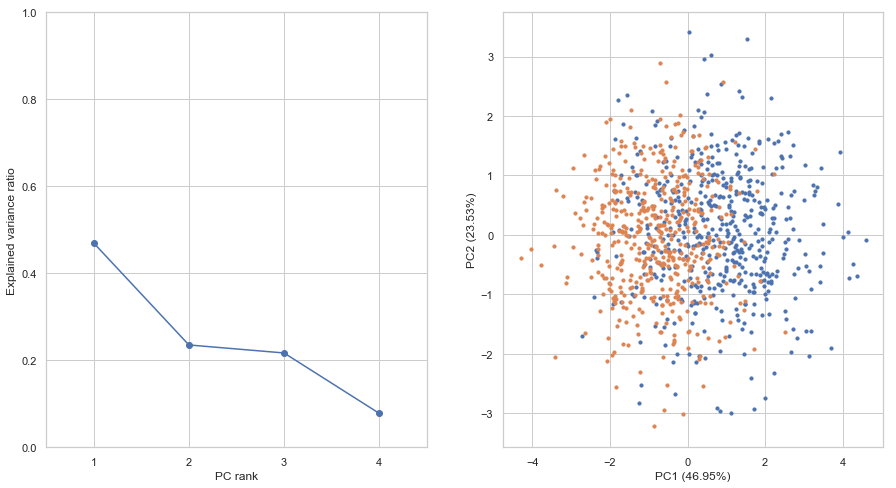 1.0
0.8
0.6
0.4
0.2
0.0
Explained variance ratio
1 2 3 4
PC rank
3
2
1
0
−1
−2
−3
PC2 (23.53%)
−4 −2 0 2 4
PC1 (46.95%)